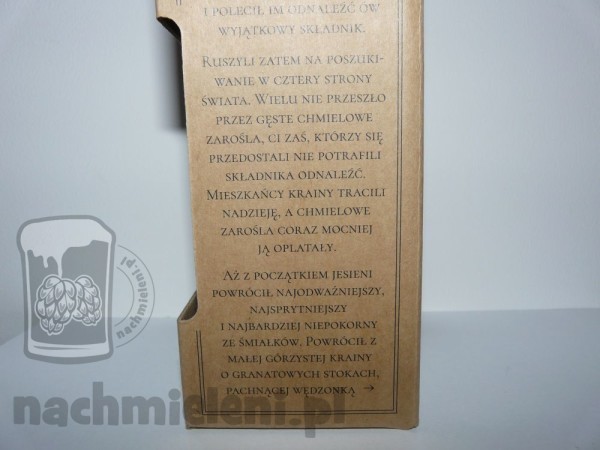 I POLECIŁ IM ODNALEŹĆ ÓW
WYJĄTKOWY SKŁADNIK.
RUSZYLI ZATEM NA POSZUKI-
WANIE W CZTERY STRONY
ŚWIATA. WIELU NIE PRZESZŁO
PRZEZ GĘSTE CHMIELOWE
ZAROŚLA, CI ZAŚ, KTÓRZY SIĘ
PRZEDOSTALI NIE POTRAFILI
SKŁADNIKA ODNALEŹĆ.
MIESZKAŃCY KRAINY TRACILI
NADZIEJĘ, A CHMIELOWE
ZAROŚLA CORAZ MOCNIEJ
JĄ OPLATAŁY.
AŻ Z POCZĄTKIEM JESIENI
POWRÓCIŁ NAJODWAŻNIEJSZY,
NAJSPRYTNIEJSZY
I NAJBARDZIEJ NIEPOKORNY
ZE ŚMIAŁKÓW. POWRÓCIŁ Z
MAŁEJ GÓRZYSTEJ KRAINY
O GRANATOWYCH STOKACH,
PACHNĄCEJ WĘDZONKĄ →
nachmieleni.pl
nachmieleni.pl